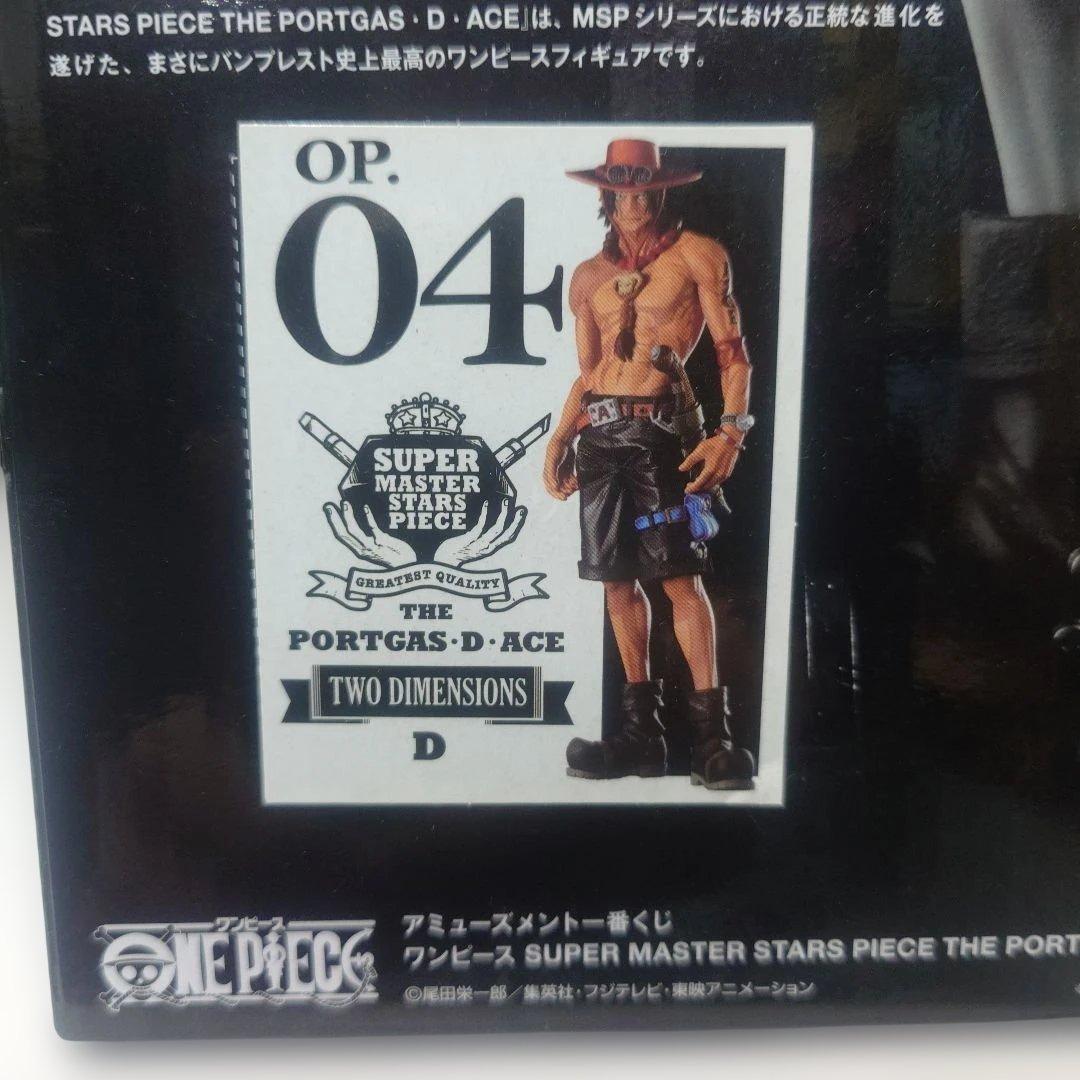 STARS PIECE THE PORTGAS・D・ACE』は、MSPシリーズにおける正統な進化を
遂げた、まさにバンプレスト史上最高のワンピースフィギュアです。
OP.
04
SUPER
MASTER
STARS
PIECE
GREATEST QUALITY
THE
PORTGAS・D・ACE
TWO DIMENSIONS
D
A
ワンピース
ONE PIECE
アミューズメント一番くじ
ワンピース SUPER MASTER STARS PIECE THE PORT
©尾田栄一郎／集英社・フジテレビ・東映アニメーション